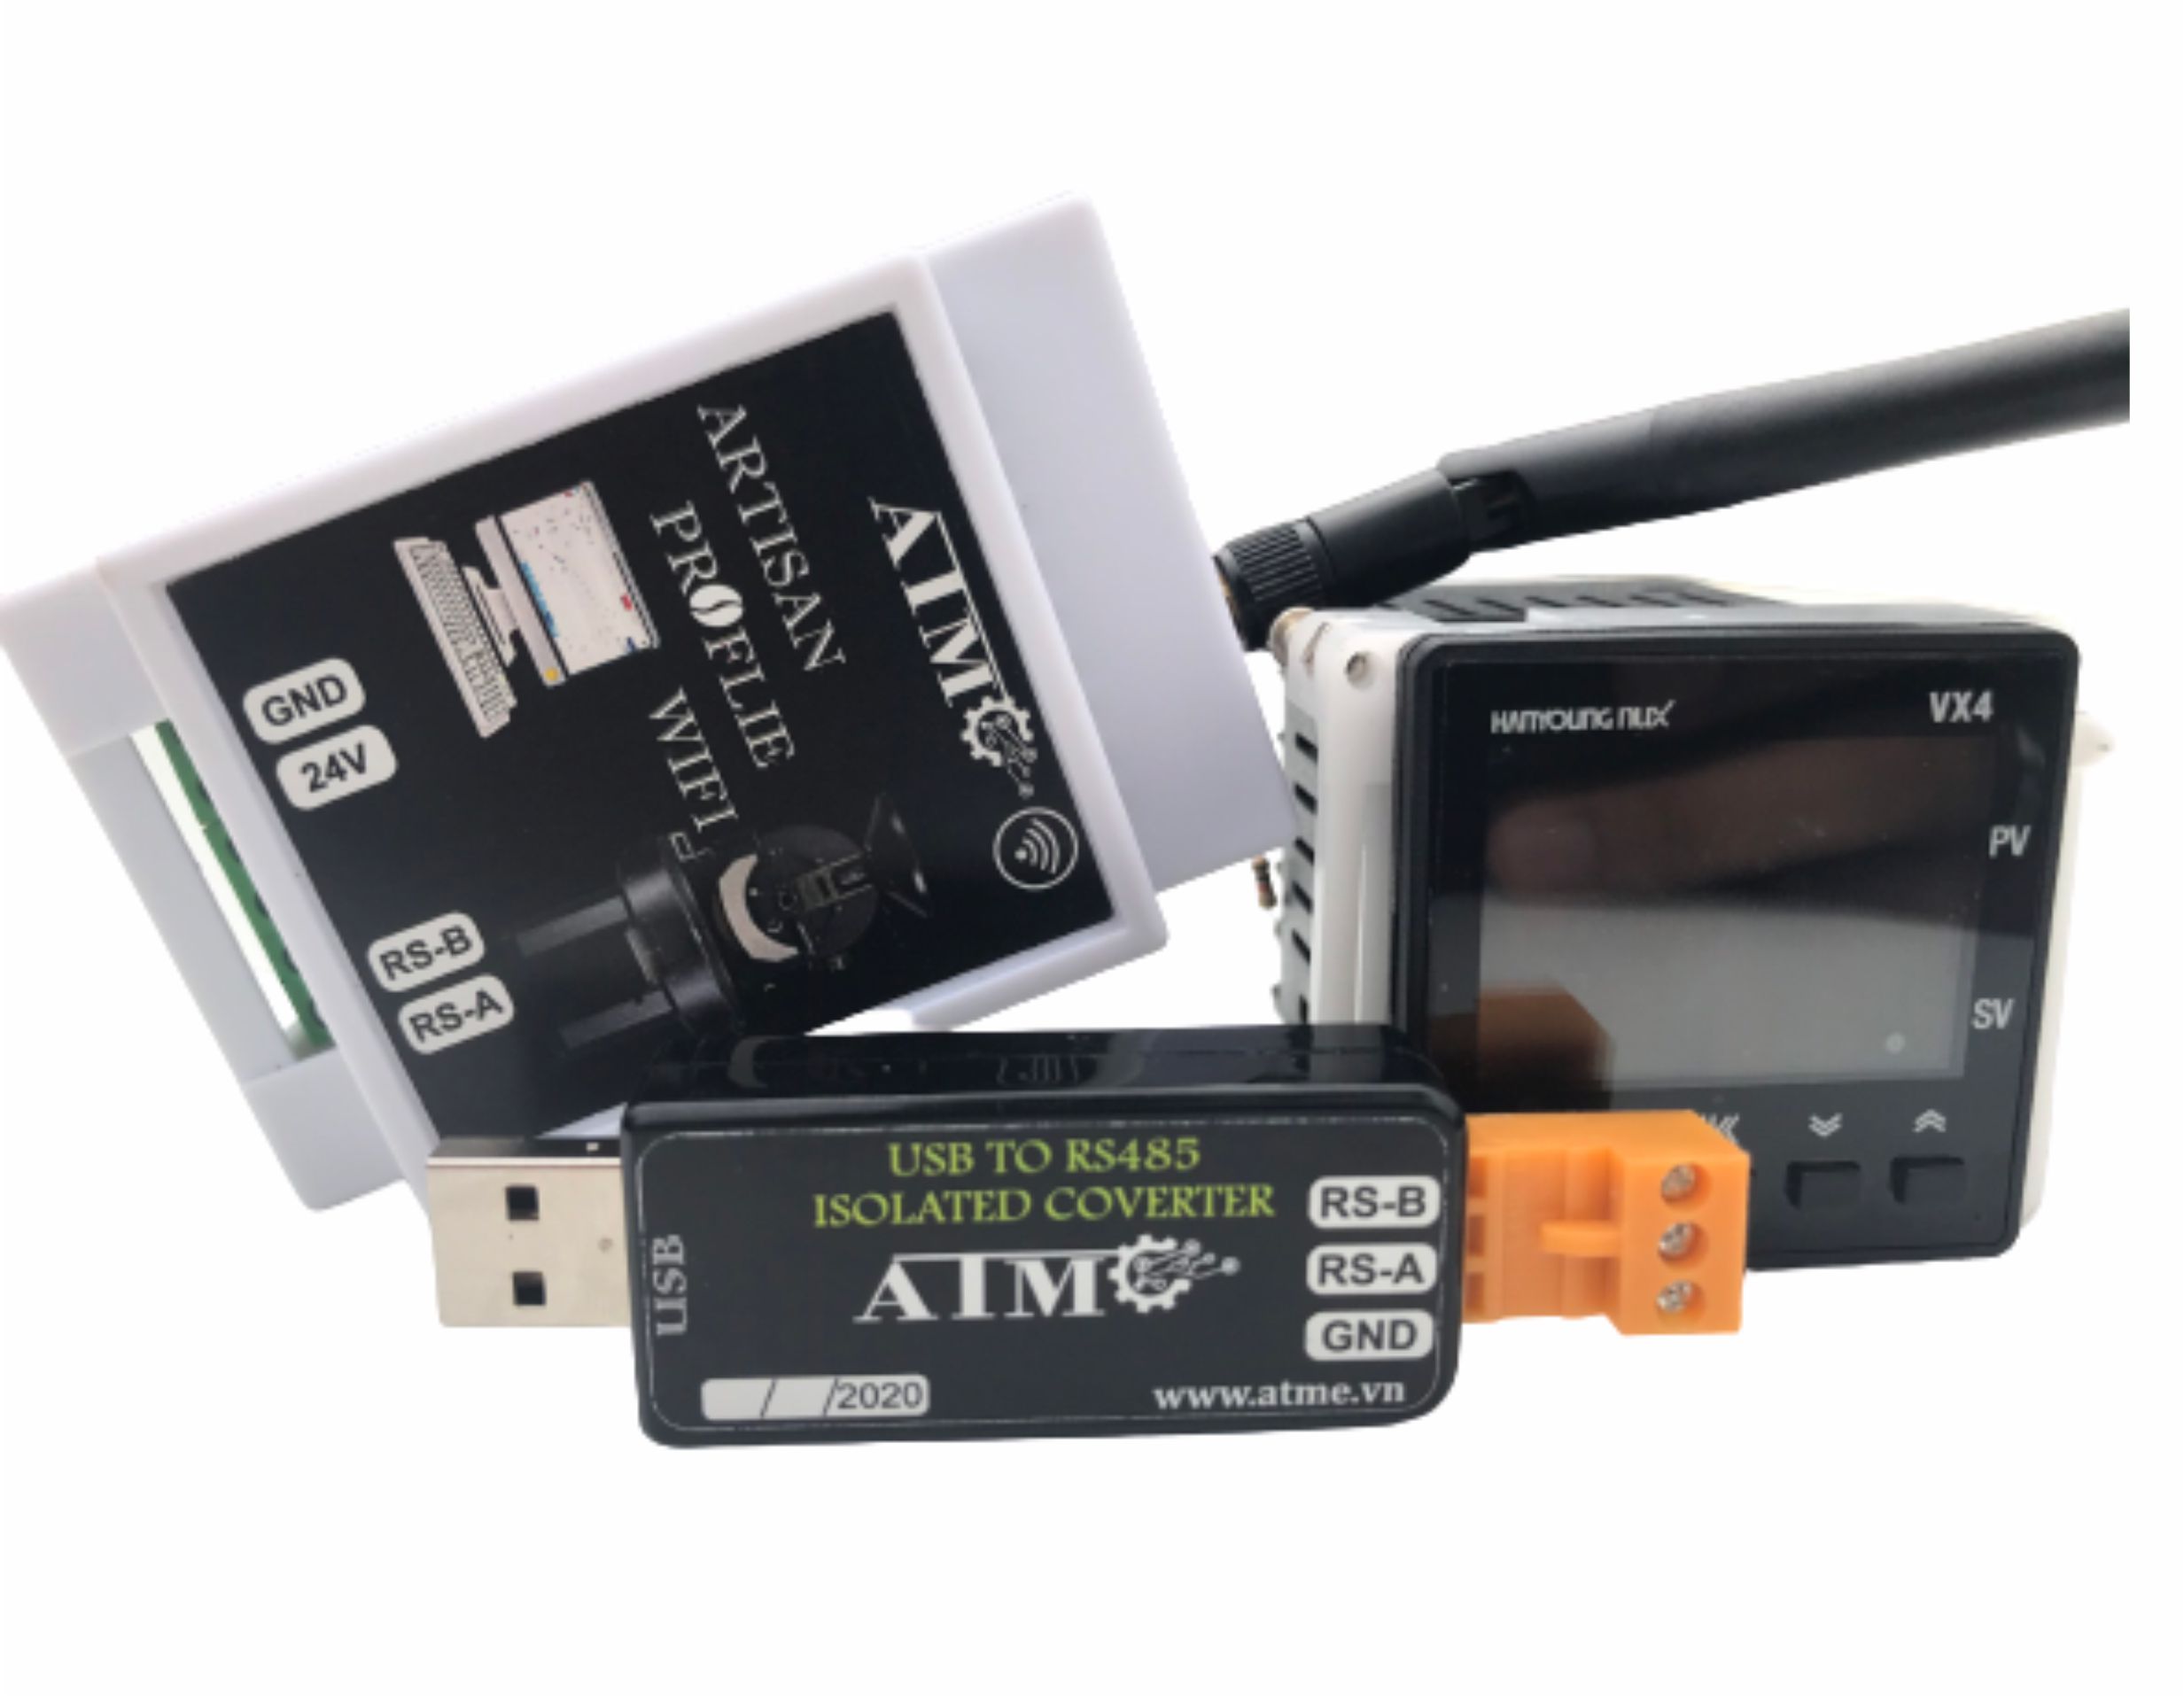 ATM
ARTISAN
PROFLIE
WIFI
GND
24V
RS-B
RS-A
HANYOUNG NUX
VX4
PV
SV
USB TO RS485
ISOLATED COVERTER
USB
ATM
RS-B
RS-A
GND
/ /2020
www.atme.vn